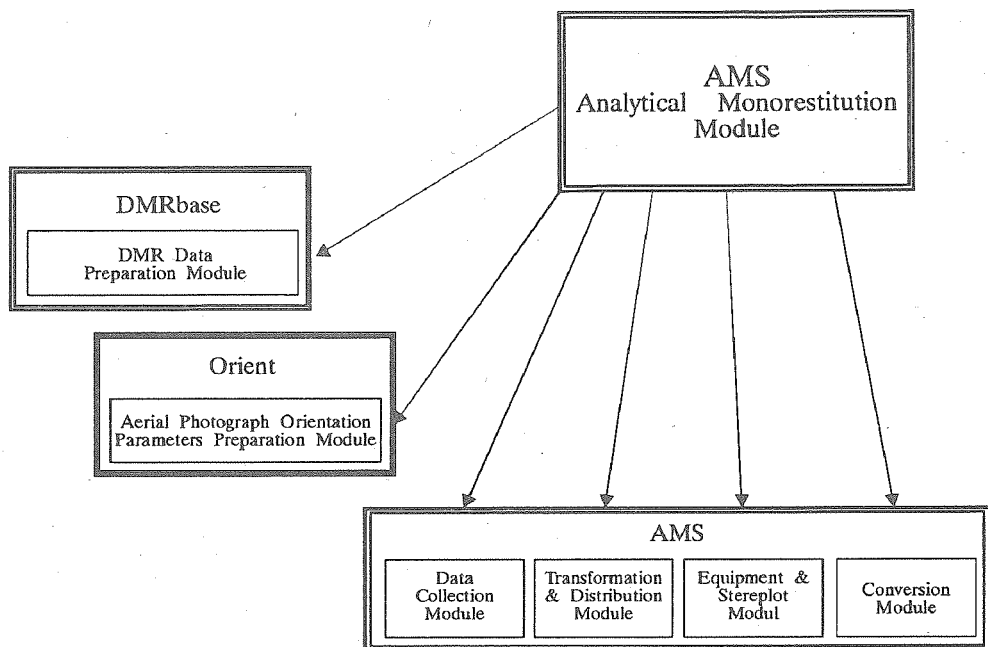 AMS
Analytical Monorestitution
Module
DMRbase
DMR Data
Preparation Module
Orient
Aerial Photograph Orientation
Parameters Preparation Module
AMS
Data
Collection
Module
Transformation
& Distribution
Module
Equipment &
Stereplot
Modul
Conversion
Module